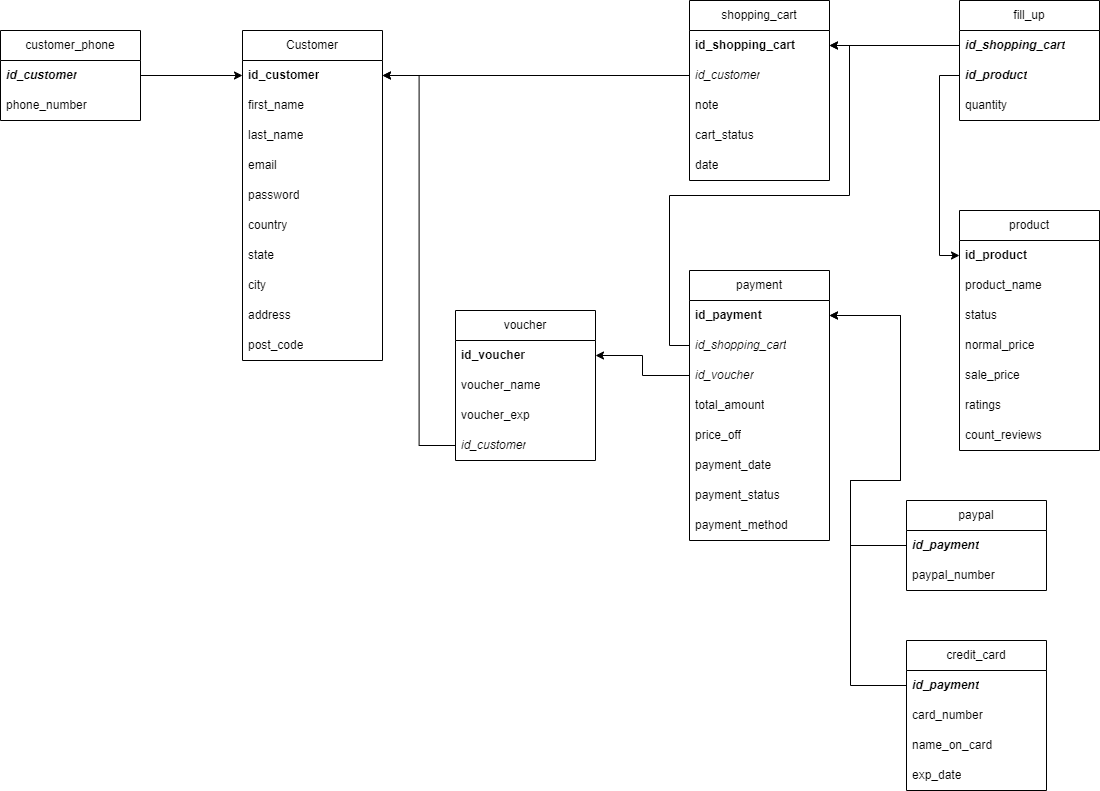 customer_phone
id_customer
phone_number
Customer
id_customer
first_name
last_name
email
password
country
state
city
address
post_code
shopping_cart
id_shopping_cart
id_customer
note
cart_status
date
fill_up
id_shopping_cart
id_product
quantity
product
id_product
product_name
status
normal_price
sale_price
ratings
count_reviews
voucher
id_voucher
voucher_name
voucher_exp
id_customer
payment
id_payment
id_shopping_cart
id_voucher
total_amount
price_off
payment_date
payment_status
payment_method
paypal
id_payment
paypal_number
credit_card
id_payment
card_number
name_on_card
exp_date